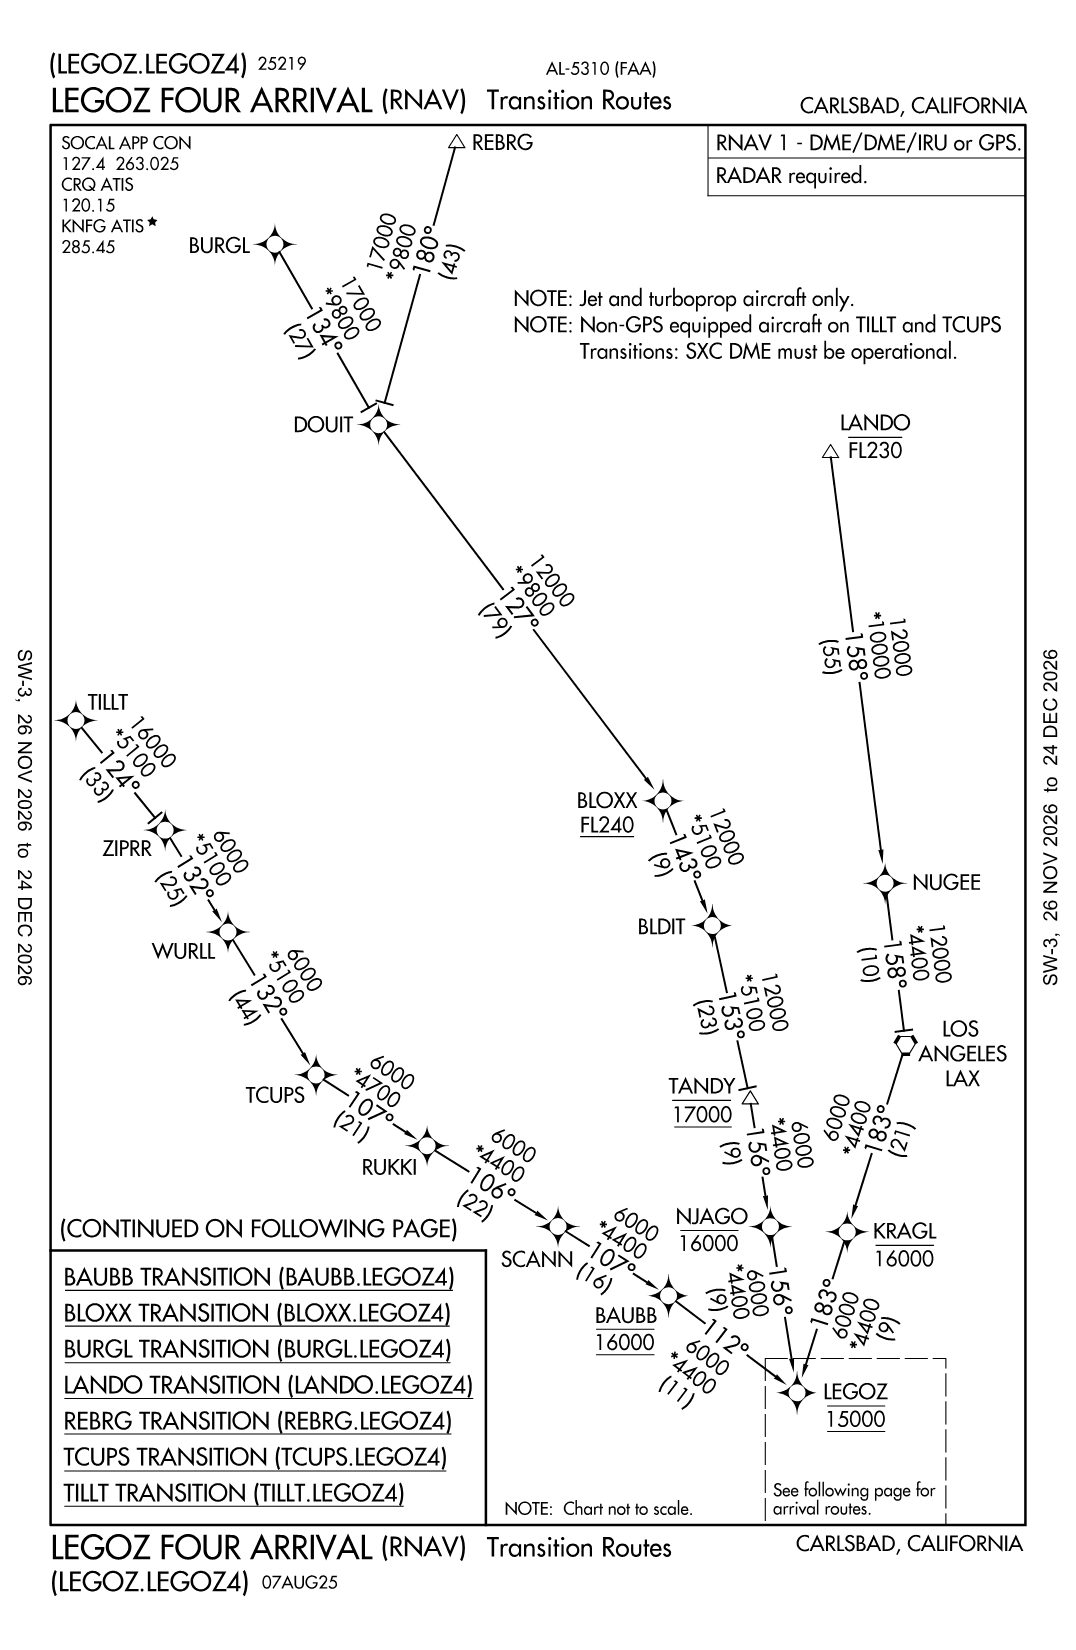 (LEGOZ.LEGOZ4) 25219
AL-5310 (FAA)
LEGOZ FOUR ARRIVAL (RNAV) Transition Routes
CARLSBAD, CALIFORNIA
SOCAL APP CON
127.4 263.025
CRQ ATIS
120.15
KNFG ATIS★
285.45
RNAV 1 - DME/DME/IRU or GPS.
RADAR required.
REBRG
17000
*9800
180°
(43)
BURGL
17000
*9800
134°
(27)
NOTE: Jet and turboprop aircraft only.
NOTE: Non-GPS equipped aircraft on TILLT and TCUPS
Transitions: SXC DME must be operational.
DOUIT
LANDO
FL230
12000
*9800
127°
(79)
12000
*10000
158°
(55)
TILLT
16000
*5100
124°
(33)
ZIPRR
6000
*5100
132°
(25)
WURLL
6000
*5100
132°
(44)
TCUPS
6000
*4700
107°
(21)
RUKKI
6000
*4400
106°
(22)
SCANN
6000
*4400
107°
(16)
BAUBB
16000
112°
6000
*4400
(11)
BLOXX
FL240
12000
*5100
143°
(9)
BLDIT
12000
*5100
153°
(23)
TANDY
17000
6000
*4400
156°
(9)
NJAGO
16000
156°
6000
*4400
(9)
NUGEE
12000
*4400
158°
(10)
LOS
ANGELES
LAX
6000
*4400
183°
(21)
KRAGL
16000
183°
6000
*4400
(9)
LEGOZ
15000
See following page for
arrival routes.
(CONTINUED ON FOLLOWING PAGE)
BAUBB TRANSITION (BAUBB.LEGOZ4)
BLOXX TRANSITION (BLOXX.LEGOZ4)
BURGL TRANSITION (BURGL.LEGOZ4)
LANDO TRANSITION (LANDO.LEGOZ4)
REBRG TRANSITION (REBRG.LEGOZ4)
TCUPS TRANSITION (TCUPS.LEGOZ4)
TILLT TRANSITION (TILLT.LEGOZ4)
NOTE: Chart not to scale.
SW-3, 26 NOV 2026 to 24 DEC 2026
SW-3, 26 NOV 2026 to 24 DEC 2026
LEGOZ FOUR ARRIVAL (RNAV) Transition Routes
CARLSBAD, CALIFORNIA
(LEGOZ.LEGOZ4) 07AUG25